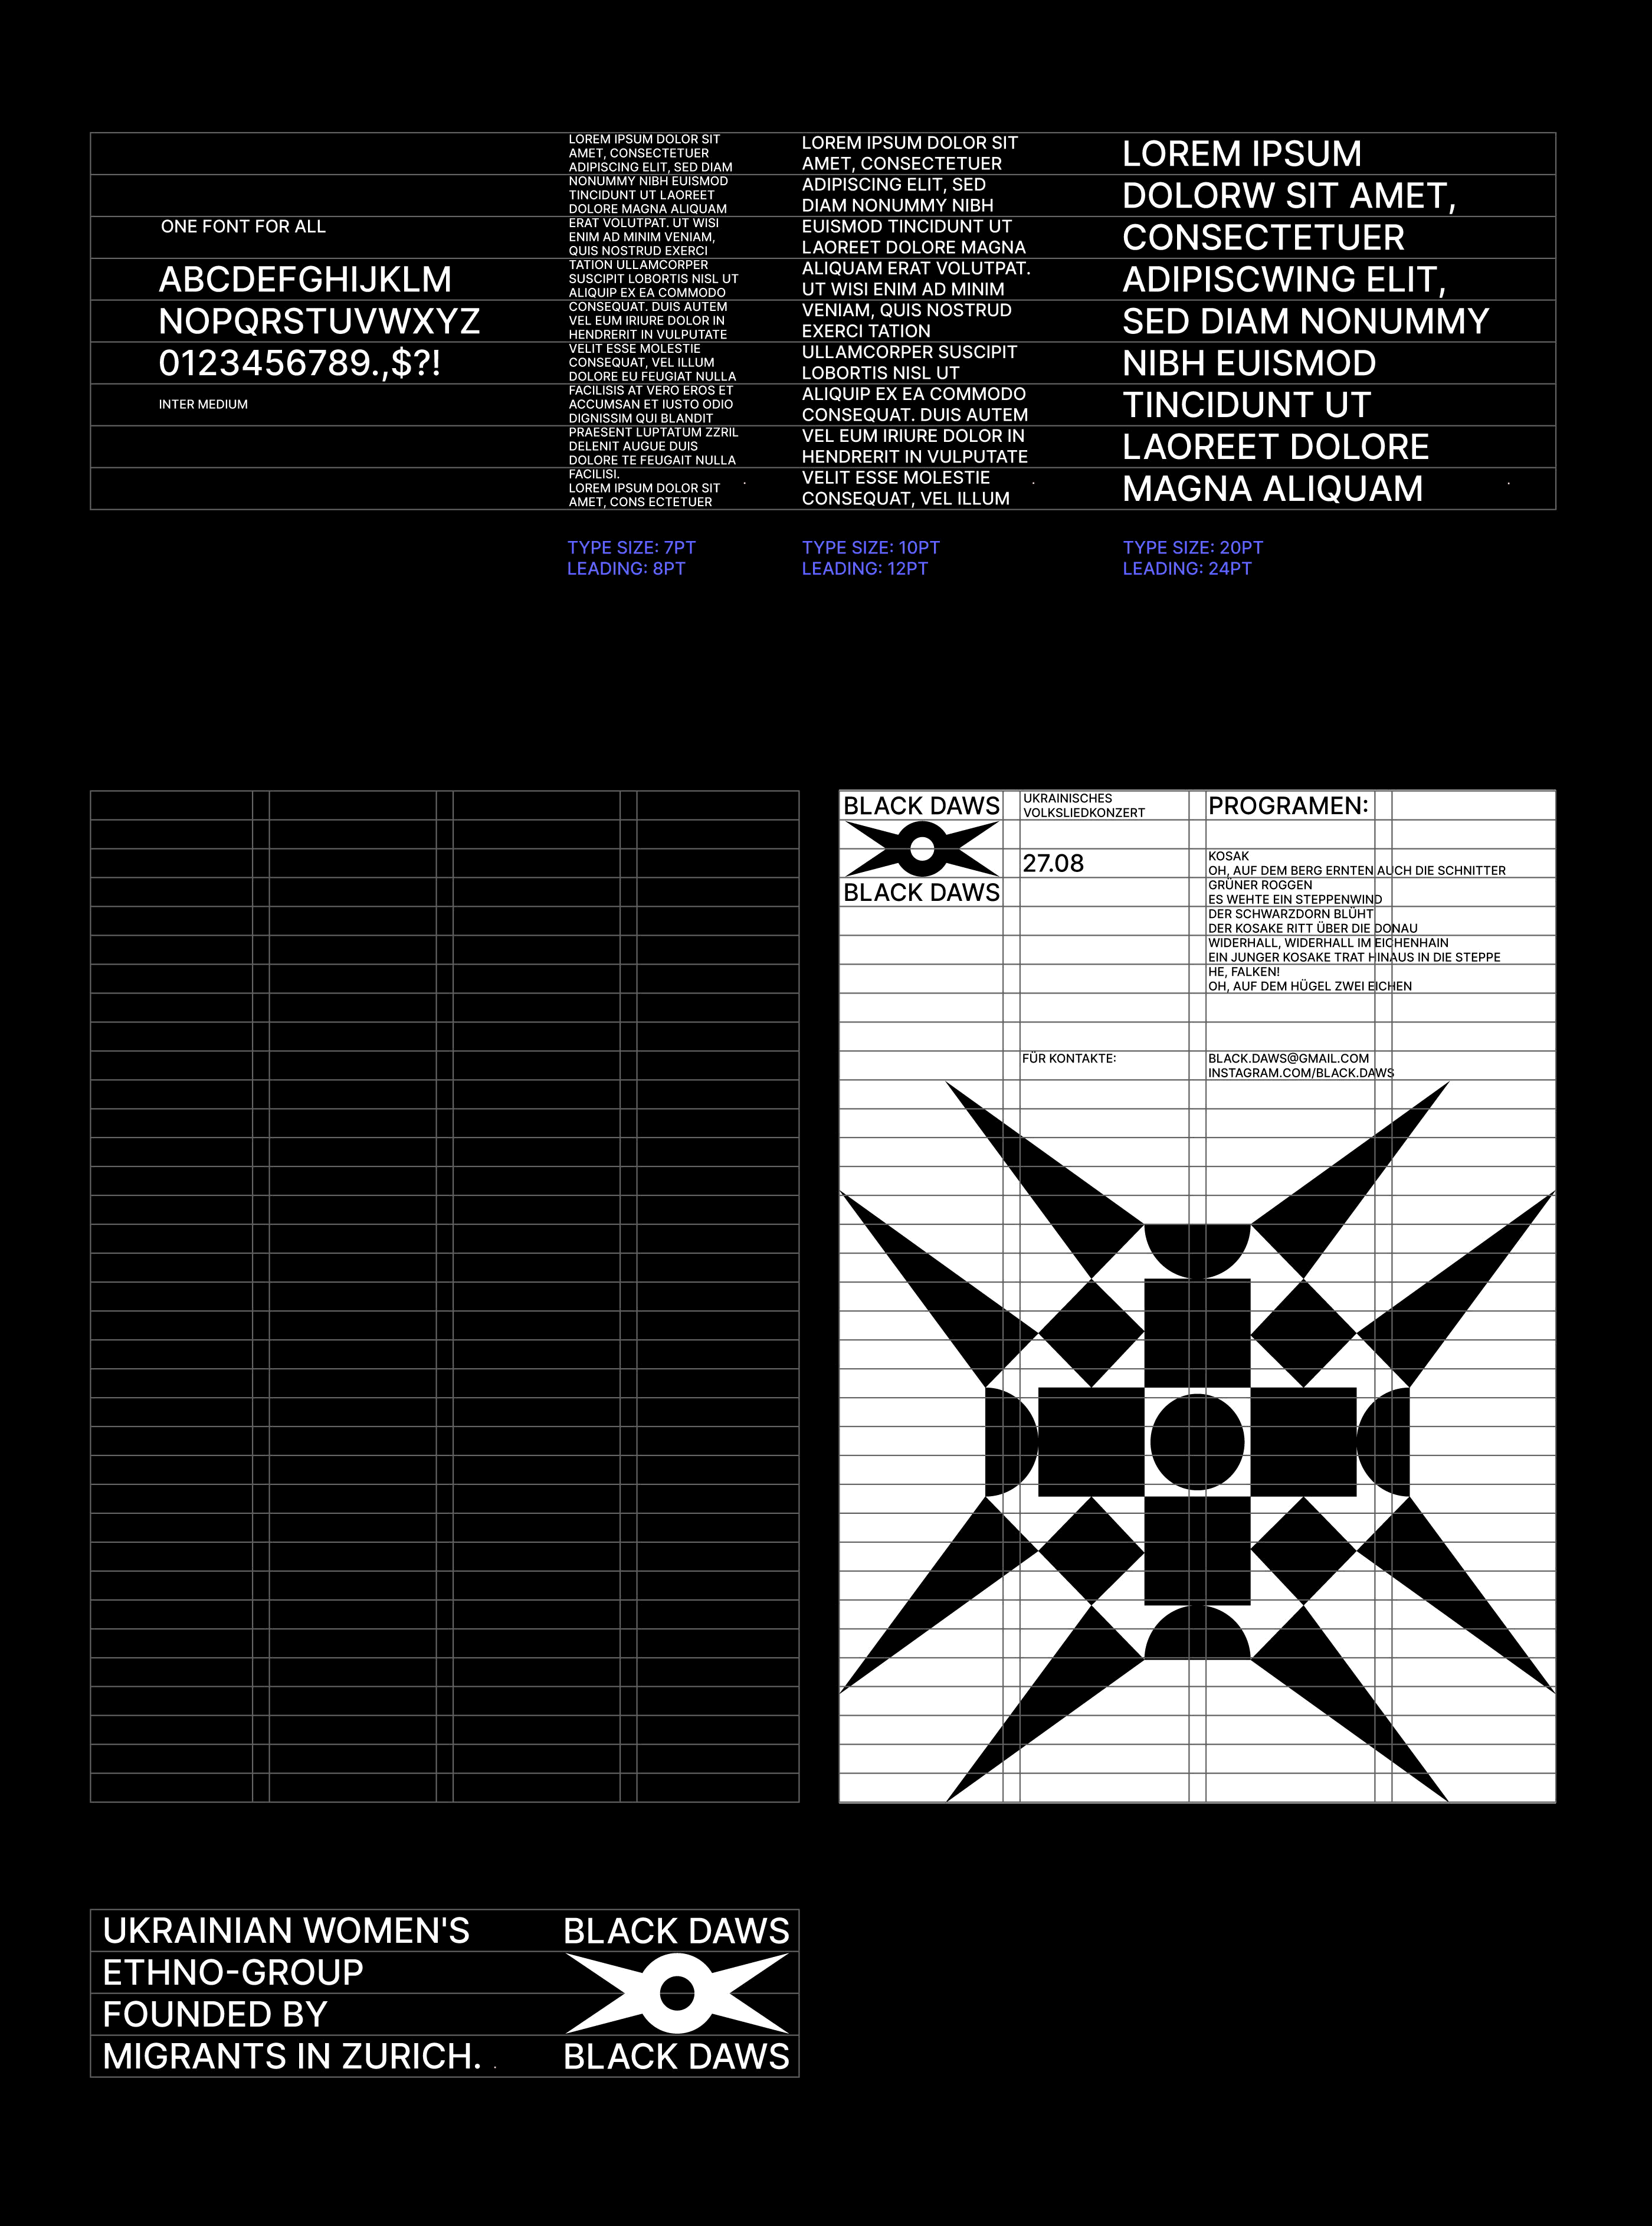 ONE FONT FOR ALL
ABCDEFGHIJKLM
NOPQRSTUVWXYZ
0123456789.,$?!
INTER MEDIUM
LOREM IPSUM DOLOR SIT
AMET, CONSECTETUER
ADIPISCING ELIT, SED DIAM
NONUMMY NIBH EUISMOD
TINCIDUNT UT LAOREET
DOLORE MAGNA ALIQUAM
ERAT VOLUTPAT. UT WISI
ENIM AD MINIM VENIAM,
QUIS NOSTRUD EXERCI
TATION ULLAMCORPER
SUSCIPIT LOBORTIS NISL UT
ALIQUIP EX EA COMMODO
CONSEQUAT. DUIS AUTEM
VEL EUM IRIURE DOLOR IN
HENDRERIT IN VULPUTATE
VELIT ESSE MOLESTIE
CONSEQUAT, VEL ILLUM
DOLORE EU FEUGIAT NULLA
FACILISIS AT VERO EROS ET
ACCUMSAN ET IUSTO ODIO
DIGNISSIM QUI BLANDIT
PRAESENT LUPTATUM ZZRIL
DELENIT AUGUE DUIS
DOLORE TE FEUGAIT NULLA
FACILISI.
LOREM IPSUM DOLOR SIT
AMET, CONS ECTETUER
TYPE SIZE: 7PT
LEADING: 8PT
LOREM IPSUM DOLOR SIT
AMET, CONSECTETUER
ADIPISCING ELIT, SED
DIAM NONUMMY NIBH
EUISMOD TINCIDUNT UT
LAOREET DOLORE MAGNA
ALIQUAM ERAT VOLUTPAT.
UT WISI ENIM AD MINIM
VENIAM, QUIS NOSTRUD
EXERCI TATION
ULLAMCORPER SUSCIPIT
LOBORTIS NISL UT
ALIQUIP EX EA COMMODO
CONSEQUAT. DUIS AUTEM
VEL EUM IRIURE DOLOR IN
HENDRERIT IN VULPUTATE
VELIT ESSE MOLESTIE
CONSEQUAT, VEL ILLUM
TYPE SIZE: 10PT
LEADING: 12PT
LOREM IPSUM
DOLORW SIT AMET,
CONSECTETUER
ADIPISCWING ELIT,
SED DIAM NONUMMY
NIBH EUISMOD
TINCIDUNT UT
LAOREET DOLORE
MAGNA ALIQUAM
TYPE SIZE: 20PT
LEADING: 24PT
BLACK DAWS
BLACK DAWS
UKRAINISCHES
VOLKSLIEDKONZERT
27.08
PROGRAMEN:
KOSAK
OH, AUF DEM BERG ERNTEN AUCH DIE SCHNITTER
GRÜNER ROGGEN
ES WEHTE EIN STEPPENWIND
DER SCHWARZDORN BLÜHT
DER KOSAKE RITT ÜBER DIE DONAU
WIDERHALL, WIDERHALL IM EICHENHAIN
EIN JUNGER KOSAKE TRAT HINAUS IN DIE STEPPE
HE, FALKEN!
OH, AUF DEM HÜGEL ZWEI EICHEN
FÜR KONTAKTE:
BLACK.DAWS@GMAIL.COM
INSTAGRAM.COM/BLACK.DAWS
UKRAINIAN WOMEN'S
ETHNO-GROUP
FOUNDED BY
MIGRANTS IN ZURICH.
BLACK DAWS
BLACK DAWS